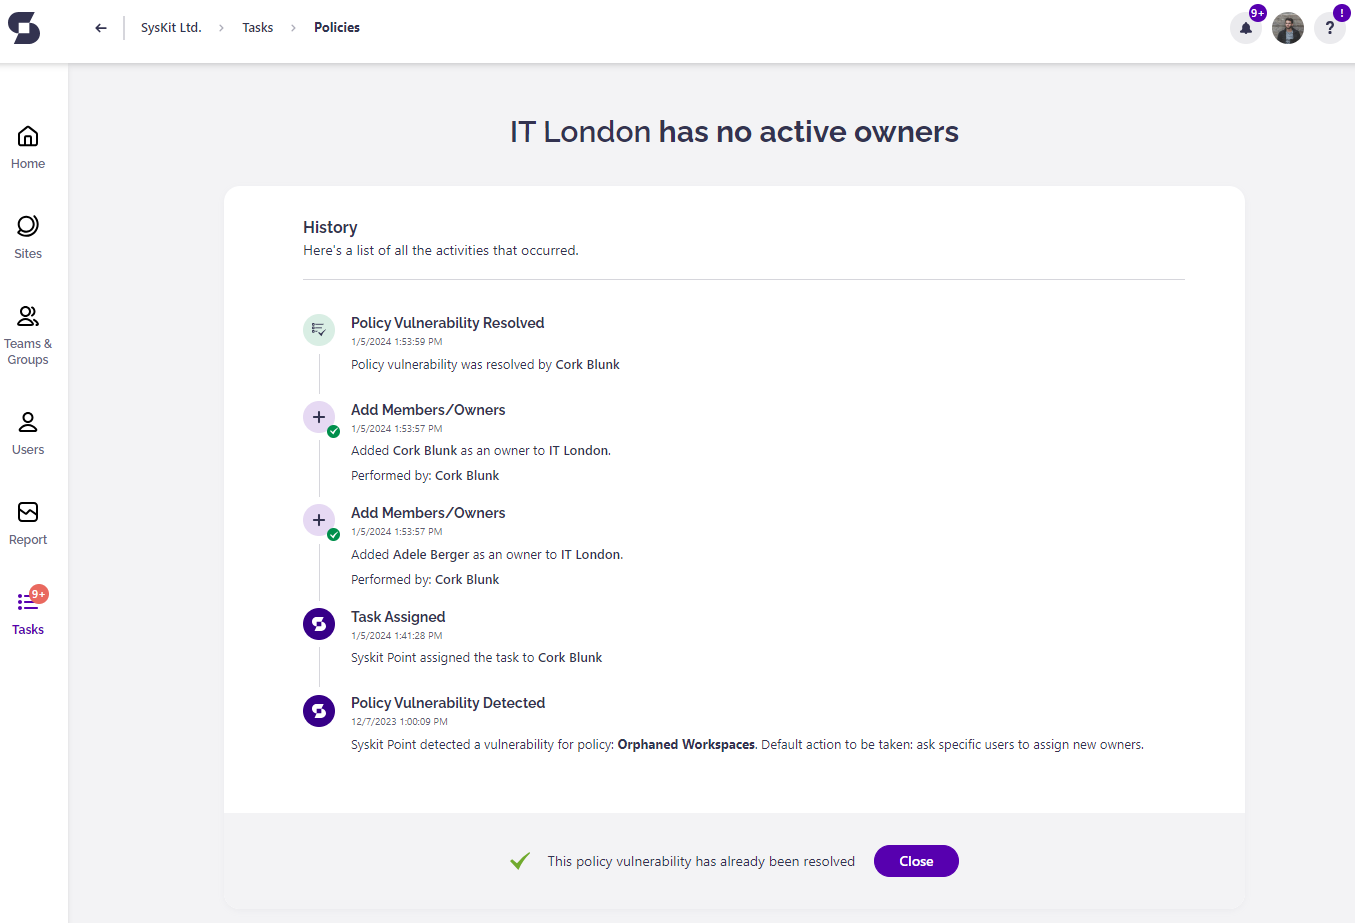 SysKit Ltd. > Tasks > Policies
9+
!
?
Home
Sites
Teams &
Groups
Users
Report
9+
Tasks
IT London has no active owners
History
Here's a list of all the activities that occurred.
Policy Vulnerability Resolved
1/5/2024 1:53:59 PM
Policy vulnerability was resolved by Cork Blunk
Add Members/Owners
1/5/2024 1:53:57 PM
Added Cork Blunk as an owner to IT London.
Performed by: Cork Blunk
Add Members/Owners
1/5/2024 1:53:57 PM
Added Adele Berger as an owner to IT London.
Performed by: Cork Blunk
Task Assigned
1/5/2024 1:41:28 PM
Syskit Point assigned the task to Cork Blunk
Policy Vulnerability Detected
12/7/2023 1:00:09 PM
Syskit Point detected a vulnerability for policy: Orphaned Workspaces. Default action to be taken: ask specific users to assign new owners.
This policy vulnerability has already been resolved
Close